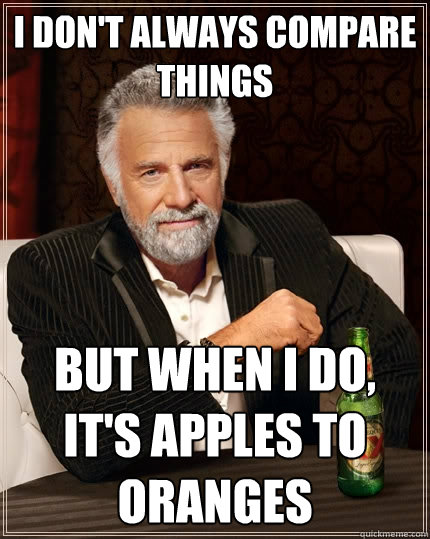 I DON'T ALWAYS COMPARE
THINGS
BUT WHEN I DO,
IT'S APPLES TO
ORANGES
quickmeme.com